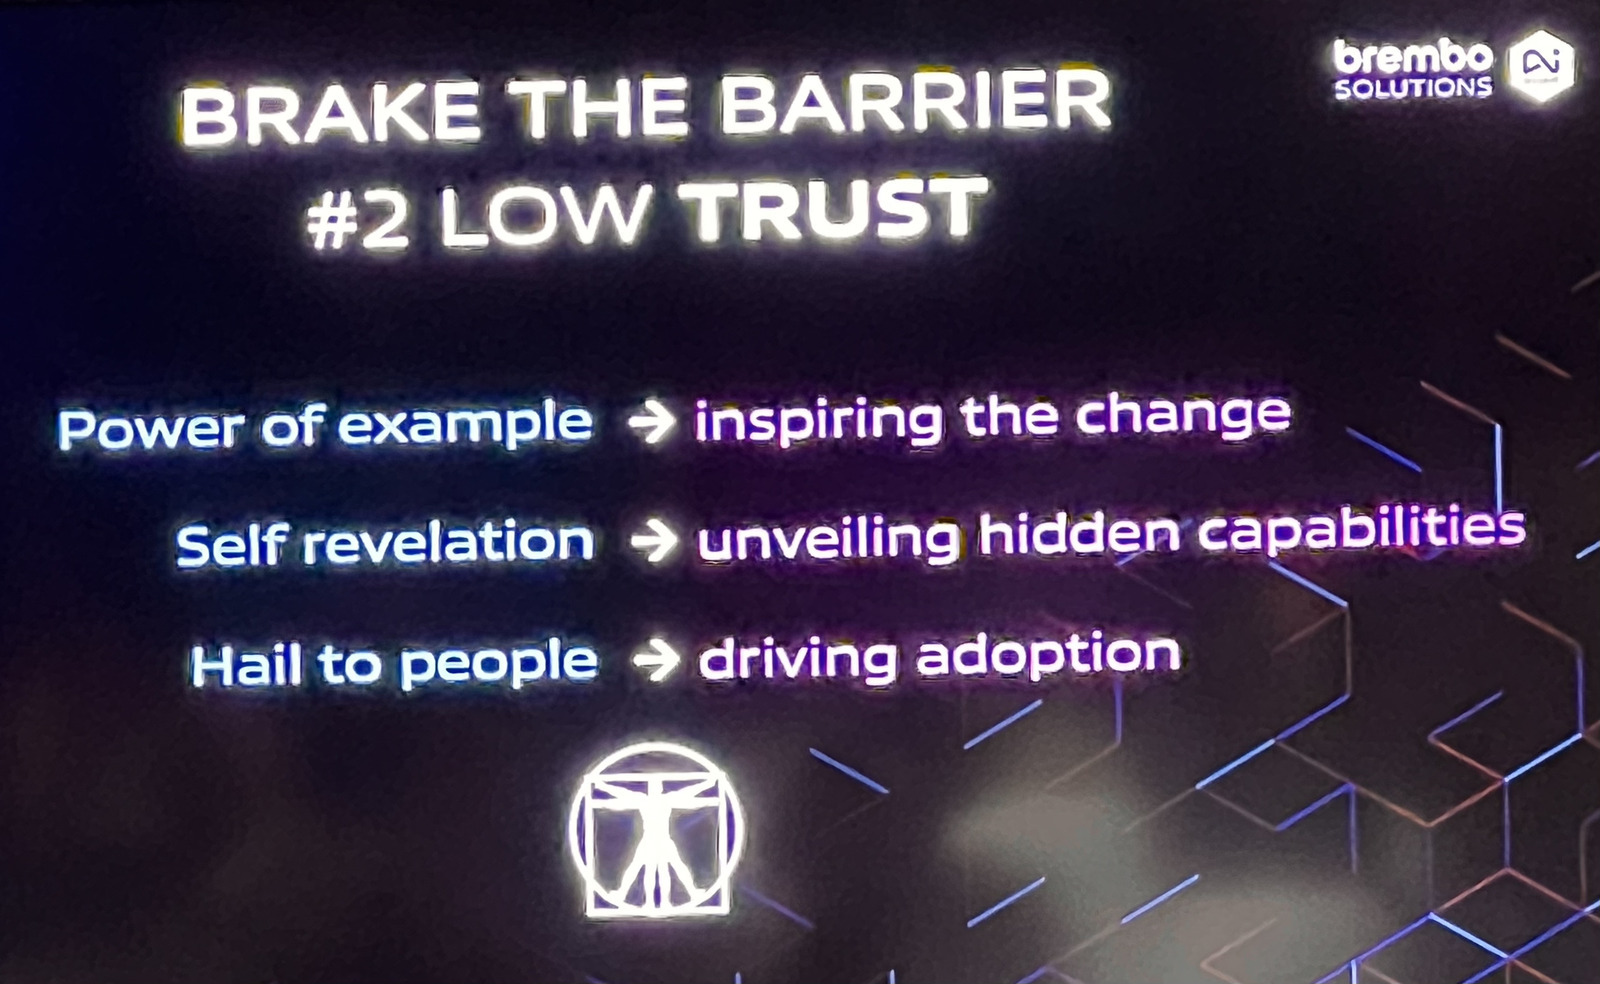 brembo
SOLUTIONS
BRAKE THE BARRIER
#2 LOW TRUST
Power of example → inspiring the change
Self revelation → unveiling hidden capabilities
Hail to people → driving adoption